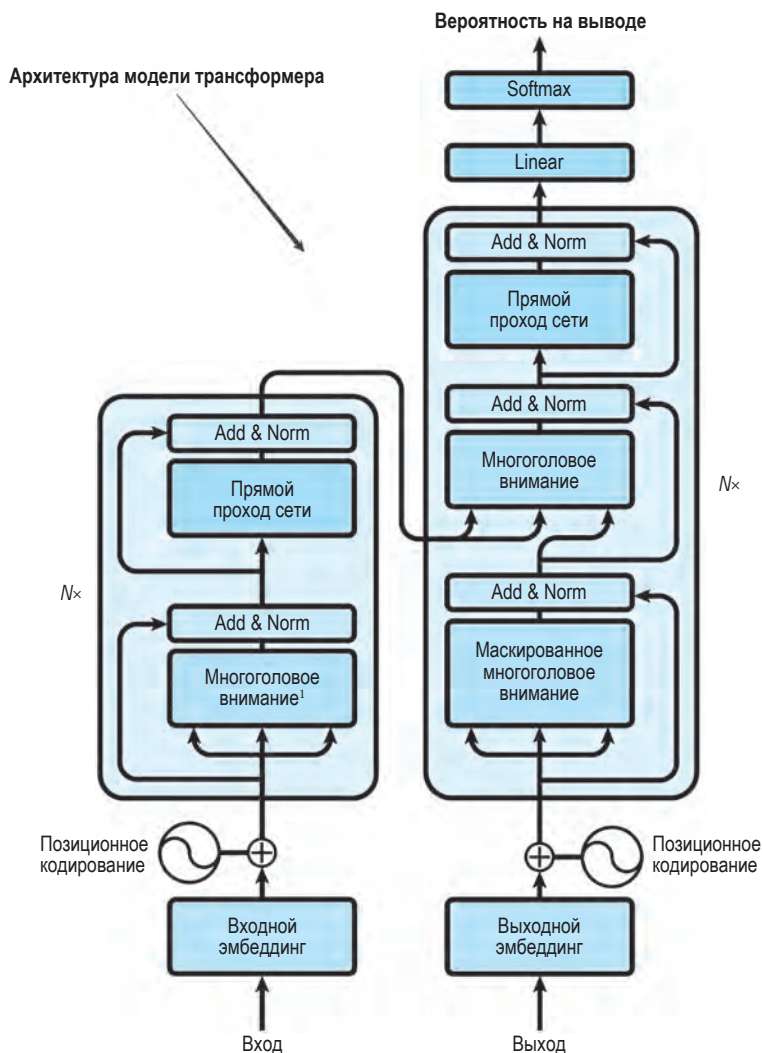 Вероятность на выводе
Архитектура модели трансформера
Softmax
Linear
Add & Norm
Прямой
проход сети
Add & Norm
Многоголовое
внимание
N×
Add & Norm
Маскированное
многоголовое
внимание
Add & Norm
Прямой
проход сети
N×
Add & Norm
Многоголовое
внимание¹
Позиционное
кодирование
Позиционное
кодирование
Входной
эмбеддинг
Выходной
эмбеддинг
Вход
Выход